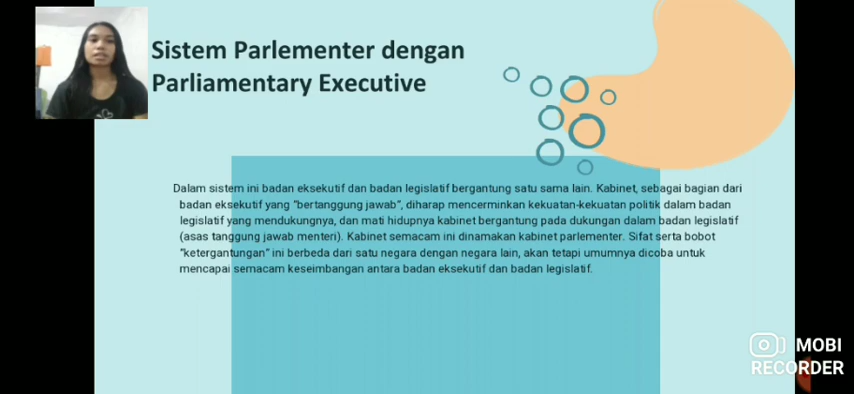 Sistem Parlementer dengan
Parliamentary Executive
Dalam sistem ini badan eksekutif dan badan legislatif bergantung satu sama lain. Kabinet, sebagai bagian dari
badan eksekutif yang "bertanggung jawab", diharap mencerminkan kekuatan-kekuatan politik dalam badan
legislatif yang mendukungnya, dan mati hidupnya kabinet bergantung pada dukungan dalam badan legislatif
(asas tanggung jawab menteri). Kabinet semacam ini dinamakan kabinet parlementer. Sifat serta bobot
"ketergantungan" ini berbeda dari satu negara dengan negara lain, akan tetapi umumnya dicoba untuk
mencapai semacam keseimbangan antara badan eksekutif dan badan legislatif.
MOBI
RECORDER